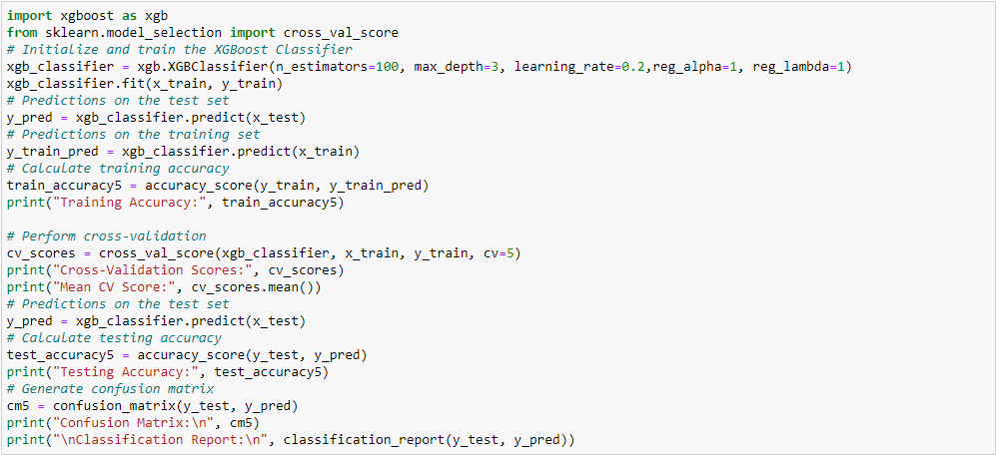 import xgboost as xgb
from sklearn.model_selection import cross_val_score
# Initialize and train the XGBoost Classifier
xgb_classifier = xgb.XGBClassifier(n_estimators=100, max_depth=3, learning_rate=0.2,reg_alpha=1, reg_lambda=1)
xgb_classifier.fit(x_train, y_train)
# Predictions on the test set
y_pred = xgb_classifier.predict(x_test)
# Predictions on the training set
y_train_pred = xgb_classifier.predict(x_train)
# Calculate training accuracy
train_accuracy5 = accuracy_score(y_train, y_train_pred)
print("Training Accuracy:", train_accuracy5)

# Perform cross-validation
cv_scores = cross_val_score(xgb_classifier, x_train, y_train, cv=5)
print("Cross-Validation Scores:", cv_scores)
print("Mean CV Score:", cv_scores.mean())
# Predictions on the test set
y_pred = xgb_classifier.predict(x_test)
# Calculate testing accuracy
test_accuracy5 = accuracy_score(y_test, y_pred)
print("Testing Accuracy:", test_accuracy5)
# Generate confusion matrix
cm5 = confusion_matrix(y_test, y_pred)
print("Confusion Matrix:\n", cm5)
print("\nClassification Report:\n", classification_report(y_test, y_pred))